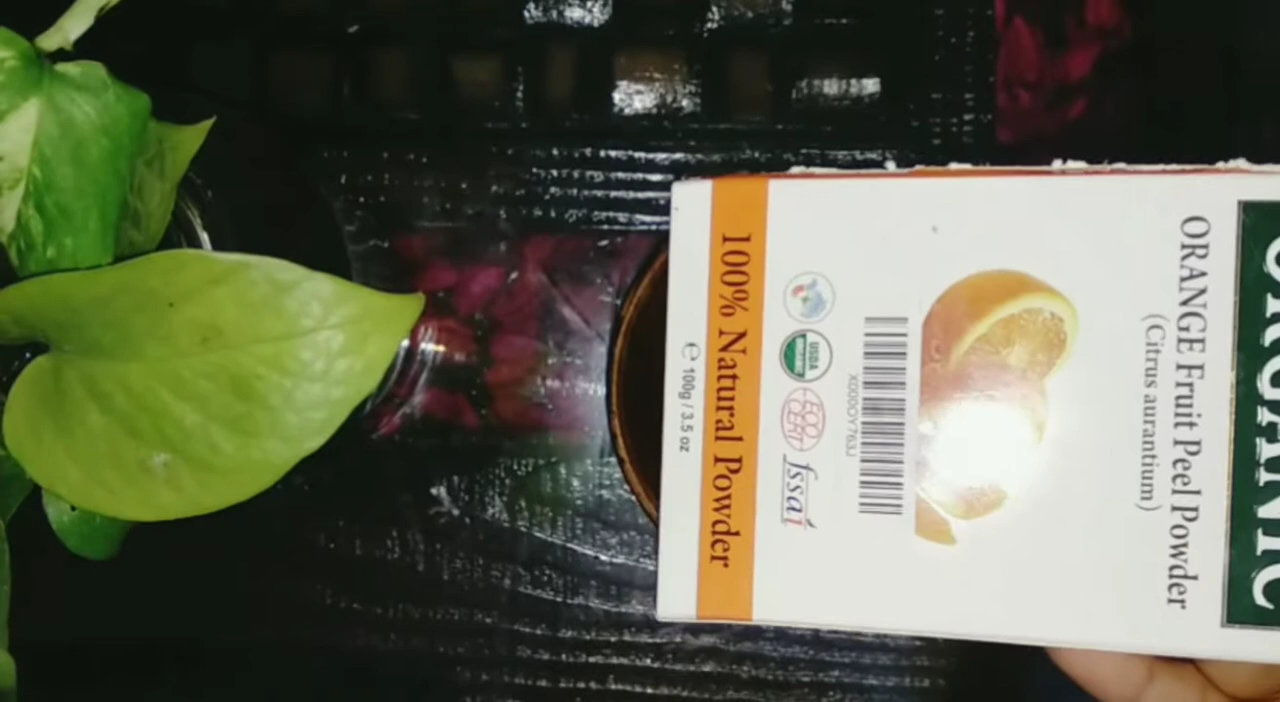 ORGANIC
ORANGE Fruit Peel Powder
(Citrus aurantium)
USDA
ECO
CERT
fssai
100% Natural Powder
℮ 100g / 3.5 oz